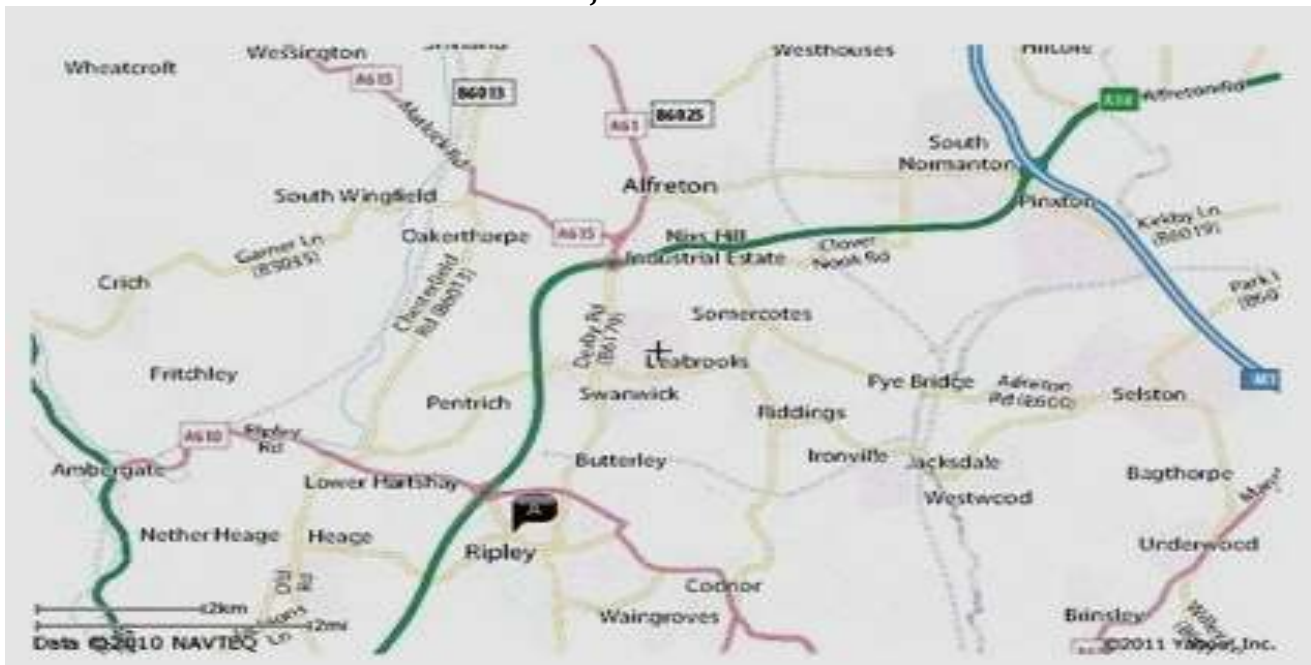 Westhouses
Wessington
Wheatcroft
A615
B6013
Alfreton Rd
A38
A61
B6025
Matlock Rd
South
Normanton
Alfreton
South Wingfield
Pinxton
Kirkby Ln
(B6019)
A615
Oakerthorpe
Nixs Hill
Industrial Estate
Clover
Nook Rd
Garner Ln
(B5035)
Crich
Chesterfield
Rd B6013)
Derby Rd
(B6179)
Somercotes
Leabrooks
Fritchley
Pye Bridge
Alfreton
Rd (B600)
Selston
M1
Pentrich
Swanwick
Riddings
A610
Ripley
Rd
Ambergate
Butterley
Ironville
Jacksdale
Bagthorpe
Lower Hartshay
Westwood
A
Nether Heage
Heage
Ripley
Underwood
Codnor
Waingroves
Brinsley
2km
2mi
Data ©2010 NAVTEQ
©2011 Yahoo! Inc.